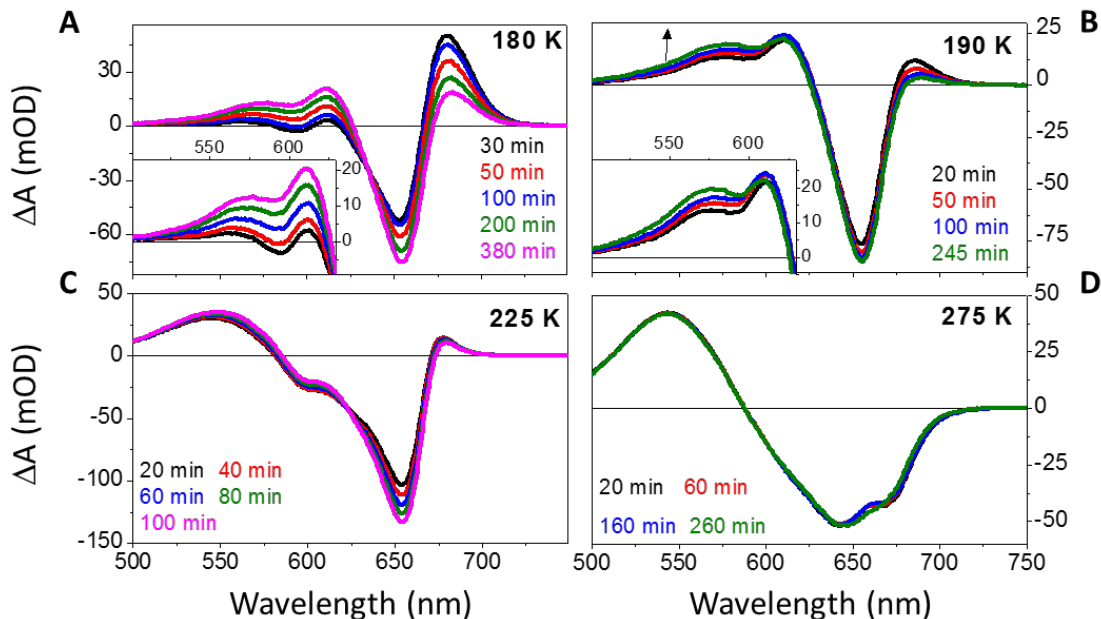 A
180 K
ΔA (mOD)
30
0
-30
-60
550 600
20
10
0
30 min
50 min
100 min
200 min
380 min
B
190 K
25
0
-25
-50
-75
550 600
20
10
0
20 min
50 min
100 min
245 min
C
225 K
ΔA (mOD)
50
0
-50
-100
-150
20 min 40 min
60 min 80 min
100 min
500 550 600 650 700
Wavelength (nm)
D
275 K
50
25
0
-25
-50
20 min 60 min
160 min 260 min
500 550 600 650 700 750
Wavelength (nm)